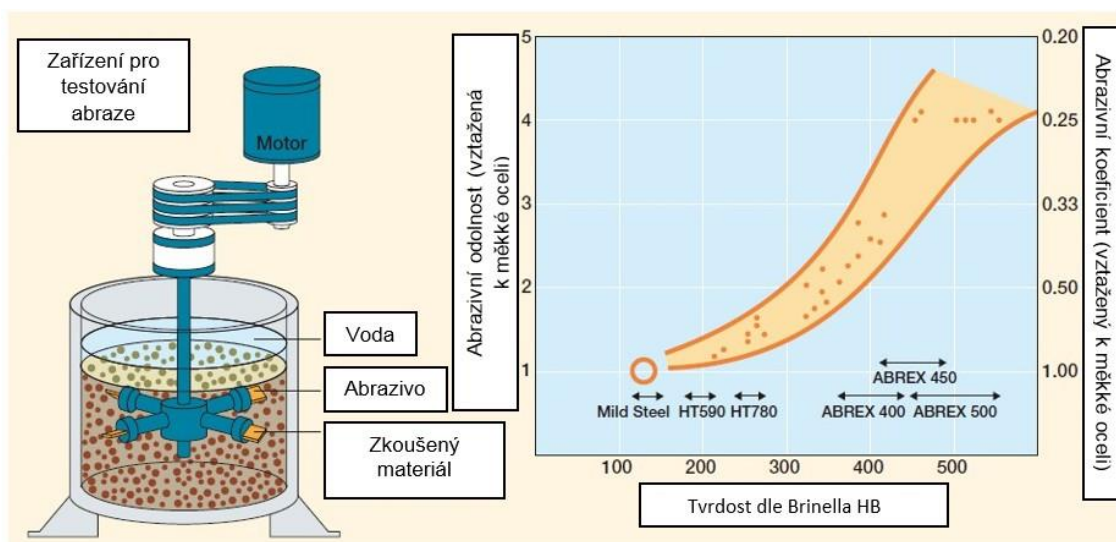 Zařízení pro
testování
abraze
Motor
Voda
Abrazivo
Zkoušený
materiál
Abrazivní odolnost (vztažená
k měkké oceli)
5
4
3
2
1
Mild Steel
HT590
HT780
ABREX 450
ABREX 400
ABREX 500
100
200
300
400
500
Tvrdost dle Brinella HB
0.20
0.25
0.33
0.50
1.00
Abrazivní koeficient (vztažený k měkké oceli)